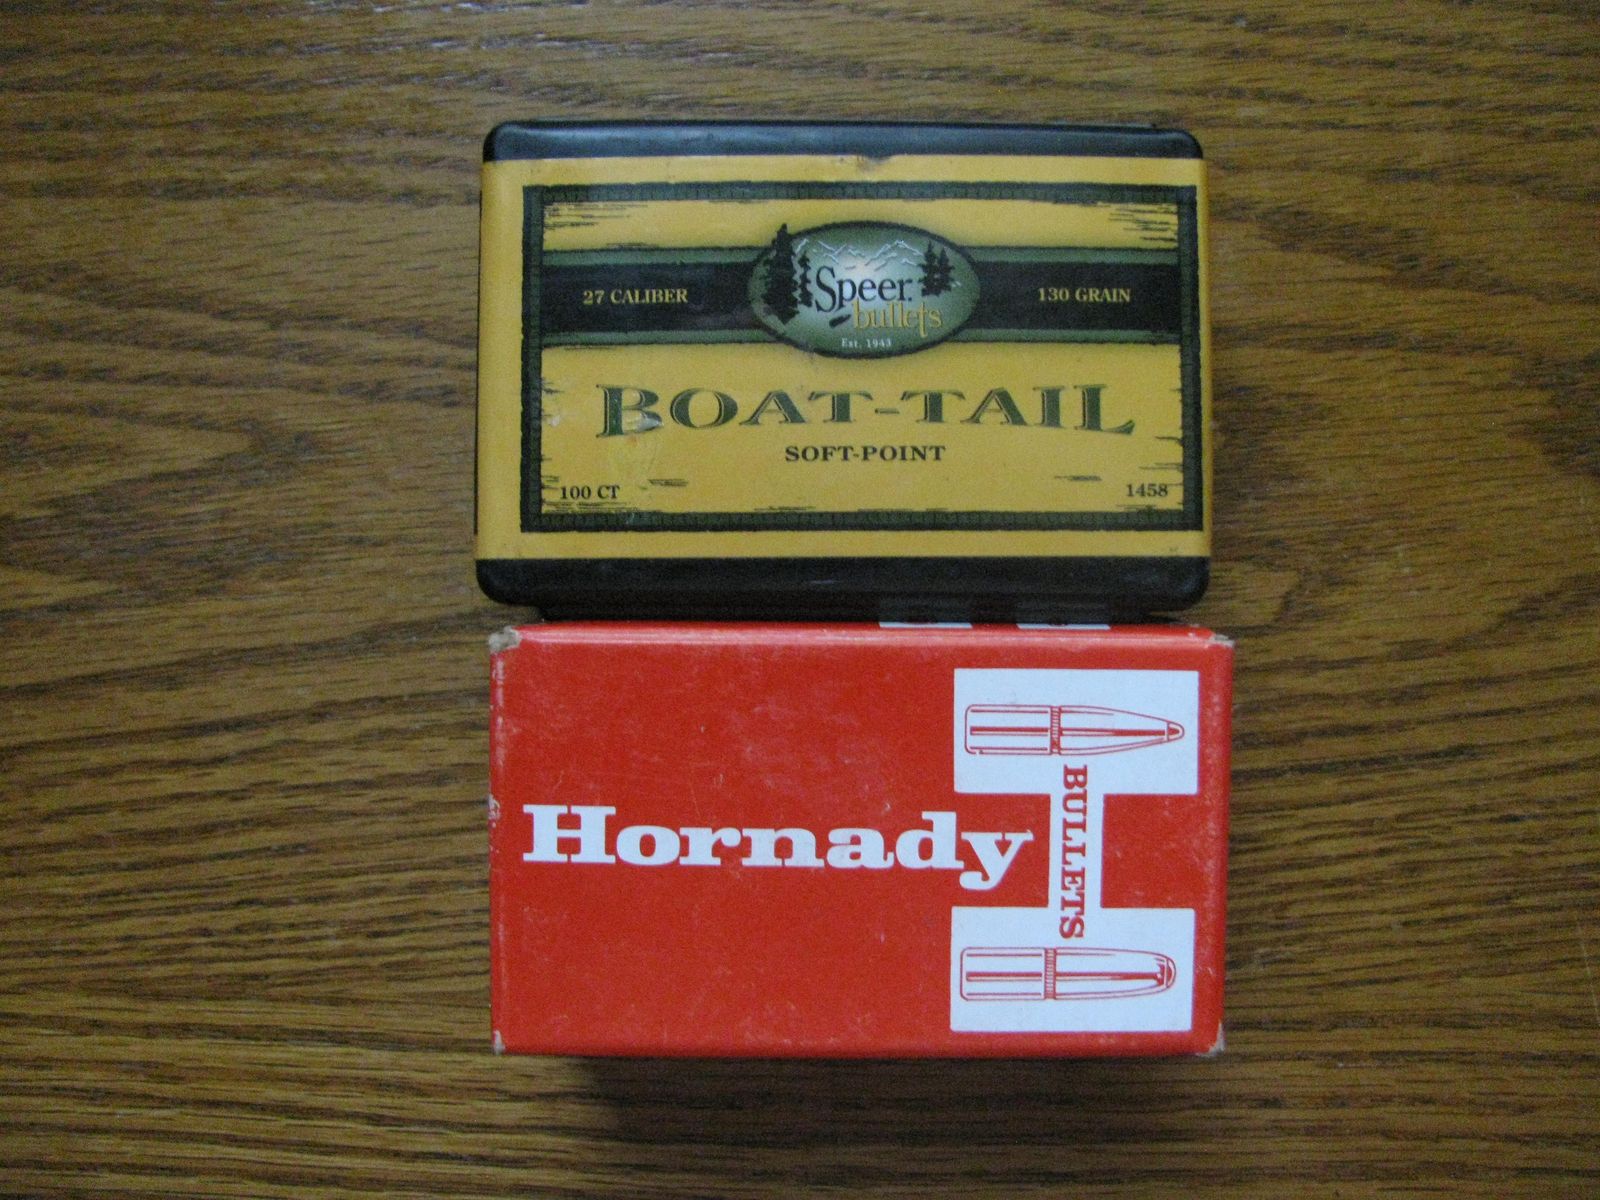 27 CALIBER
Speer
bullets
Est. 1943
130 GRAIN
BOAT-TAIL
SOFT-POINT
100 CT
1458
Hornady
BULLETS